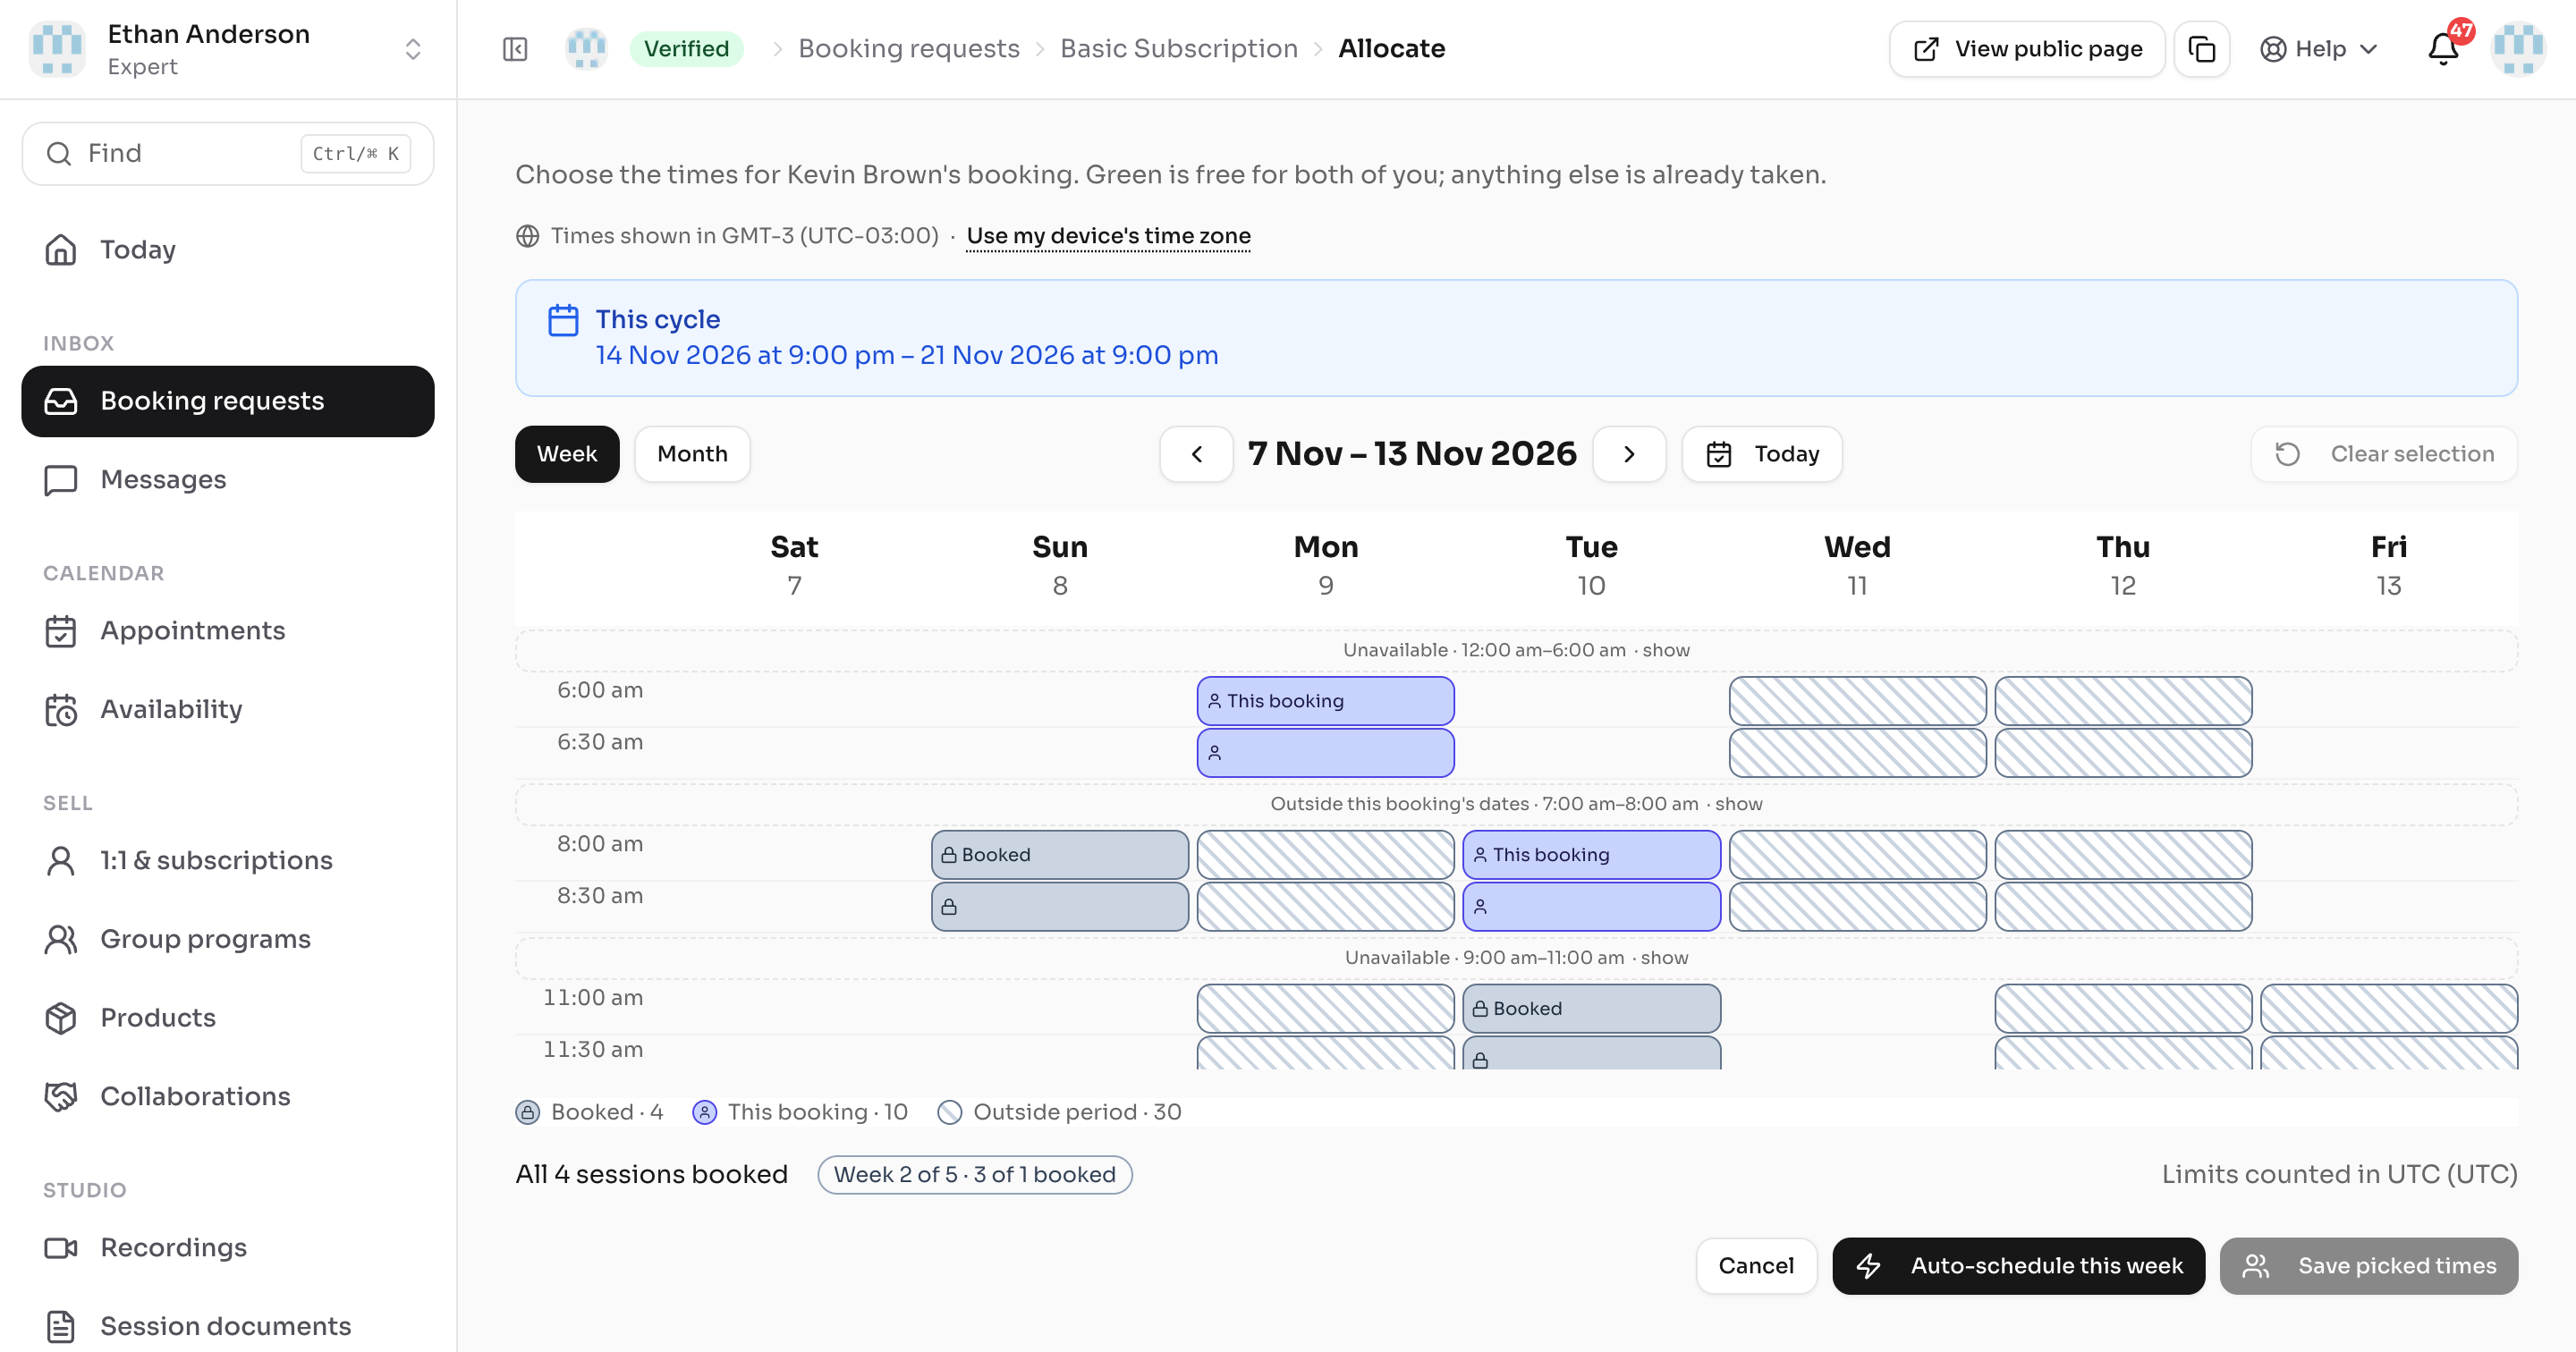 Ethan Anderson
Expert
Verified
Booking requests
Basic Subscription
Allocate
View public page
Help
47
Find
Ctrl/⌘ K
Today
INBOX
Booking requests
Messages
CALENDAR
Appointments
Availability
SELL
1:1 & subscriptions
Group programs
Products
Collaborations
STUDIO
Recordings
Session documents
Choose the times for Kevin Brown's booking. Green is free for both of you; anything else is already taken.
Times shown in GMT-3 (UTC-03:00) · Use my device's time zone
This cycle
14 Nov 2026 at 9:00 pm – 21 Nov 2026 at 9:00 pm
Week
Month
7 Nov – 13 Nov 2026
Today
Clear selection
Sat Sun Mon Tue Wed Thu Fri
7 8 9 10 11 12 13
Unavailable · 12:00 am–6:00 am · show
6:00 am
This booking
6:30 am
Outside this booking's dates · 7:00 am–8:00 am · show
8:00 am
Booked
This booking
8:30 am
Unavailable · 9:00 am–11:00 am · show
11:00 am
Booked
11:30 am
Booked · 4
This booking · 10
Outside period · 30
All 4 sessions booked
Week 2 of 5 · 3 of 1 booked
Limits counted in UTC (UTC)
Cancel
Auto-schedule this week
Save picked times